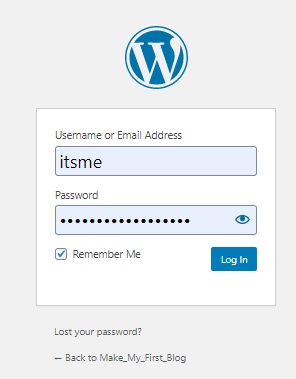 Username or Email Address
itsme
Password
••••••••••••••••••
Remember Me
Log In
Lost your password?
← Back to Make_My_First_Blog